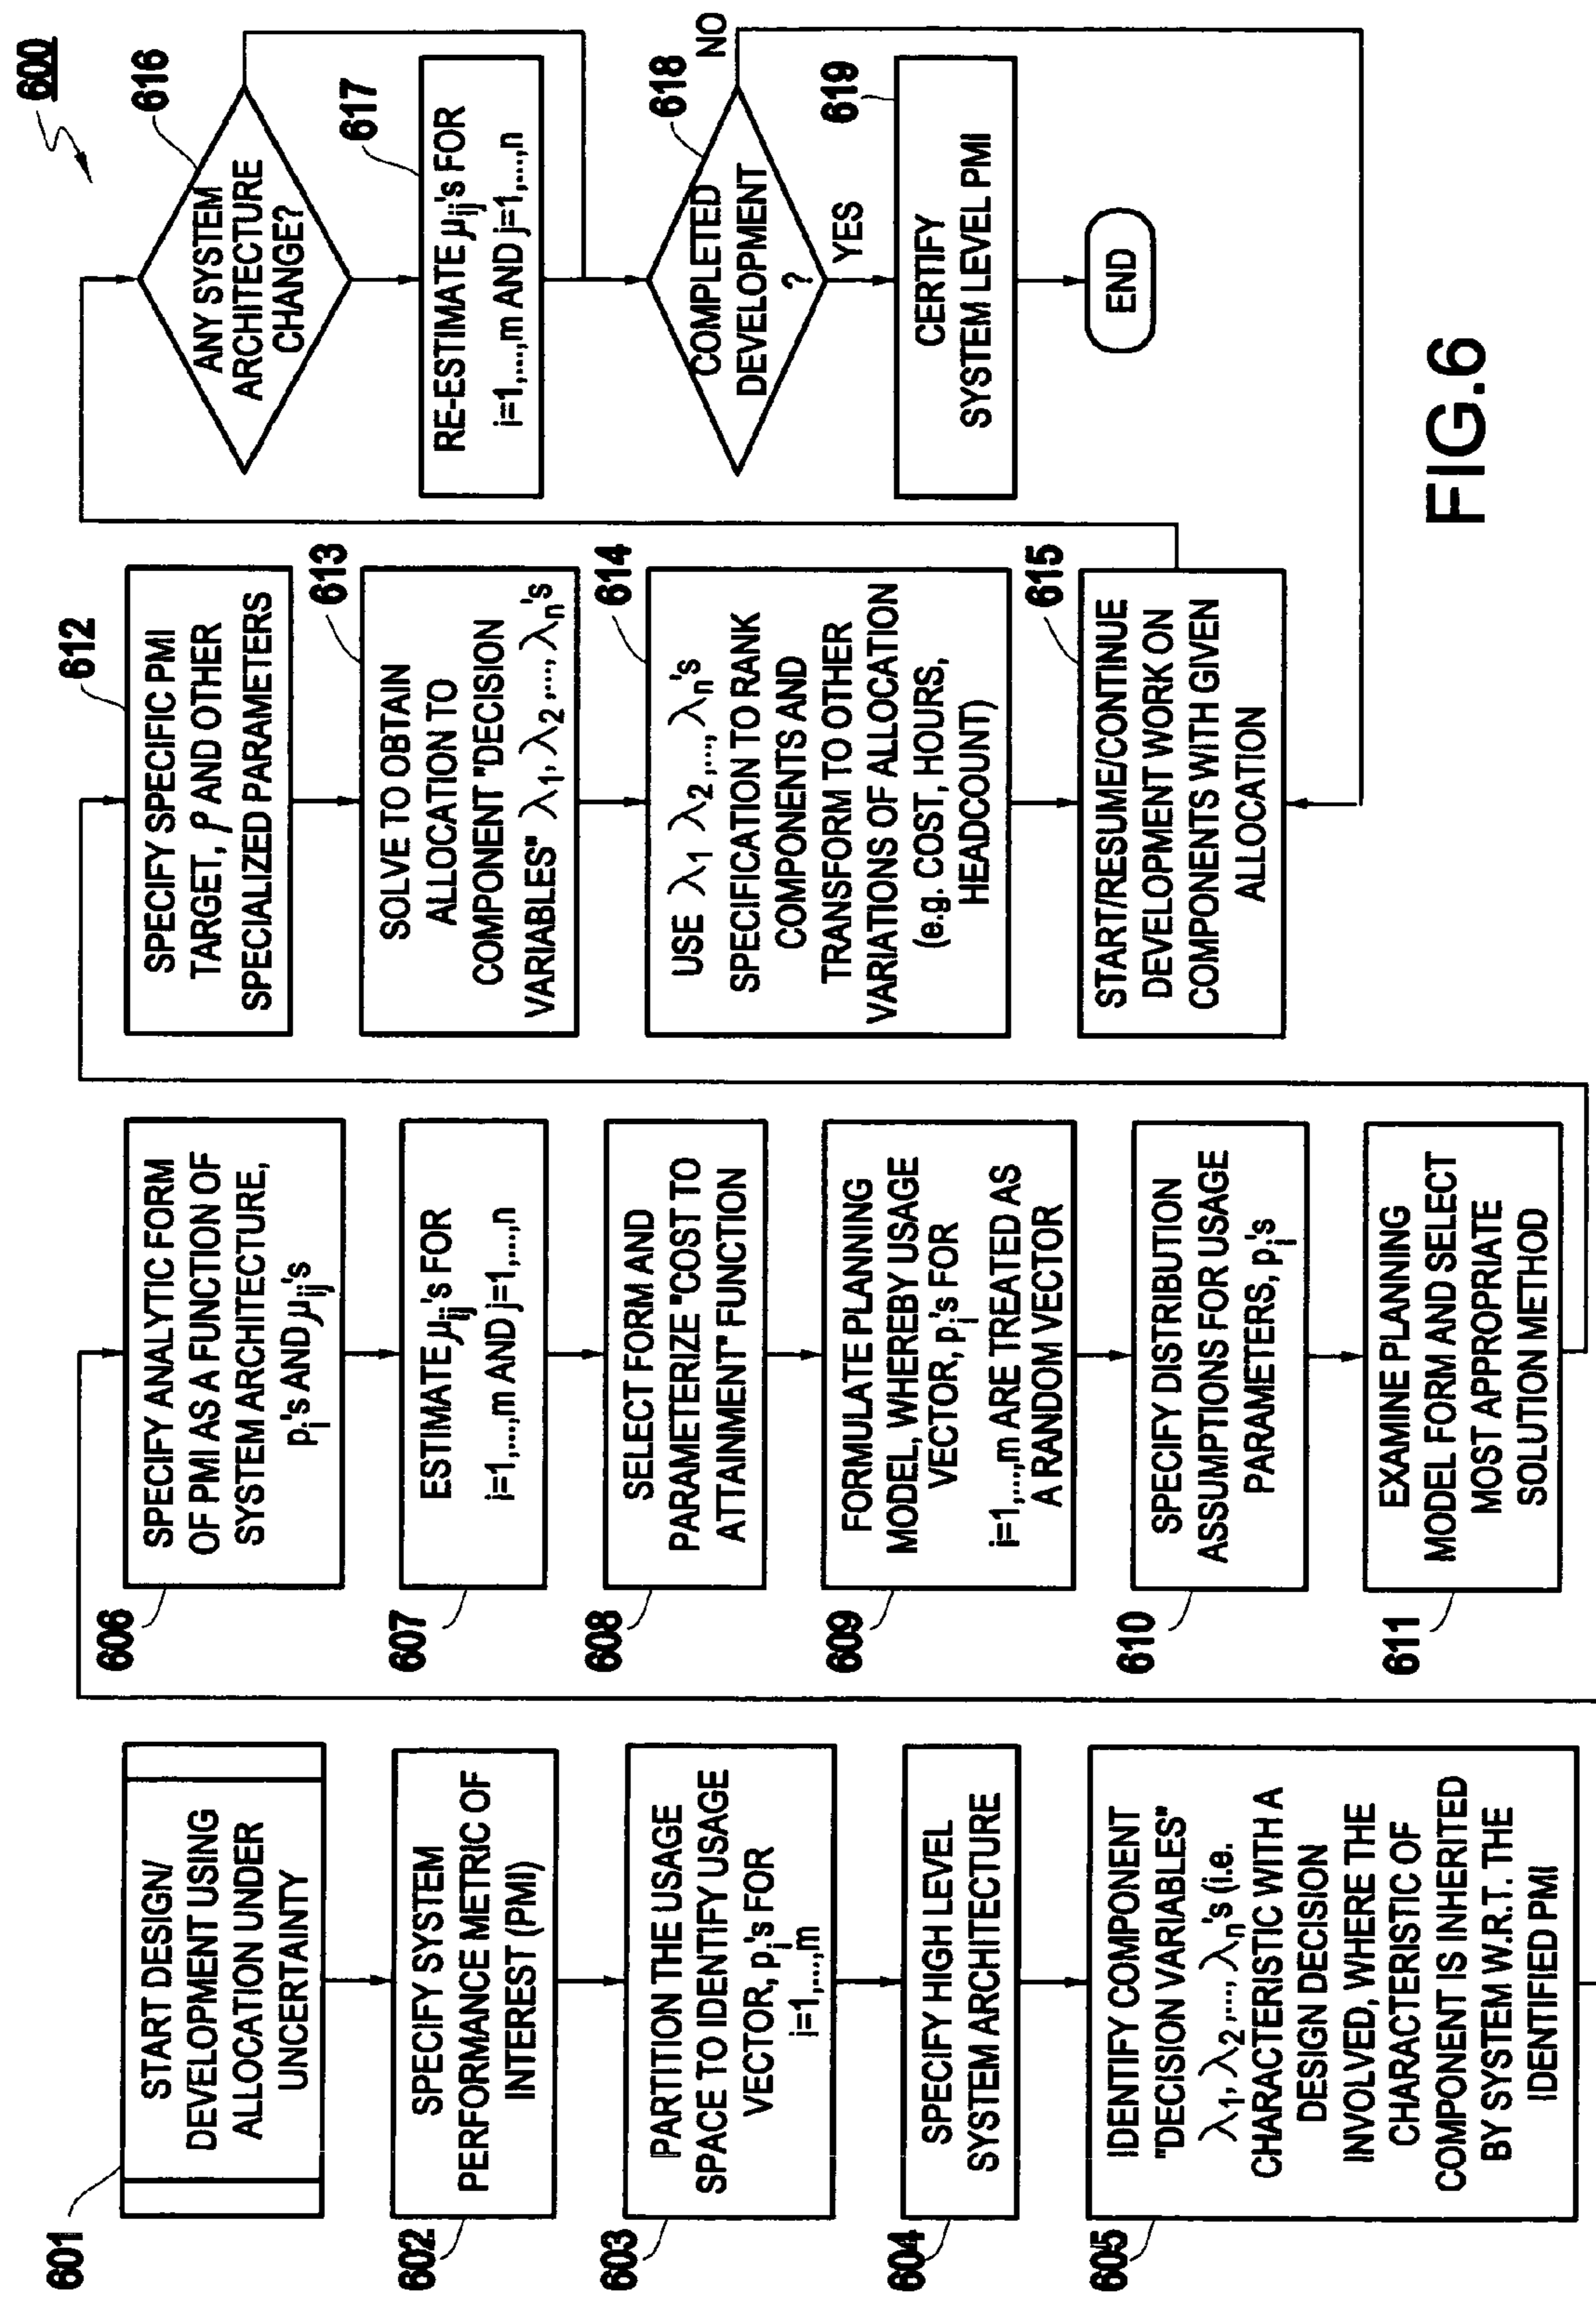 600
601
START DESIGN/
DEVELOPMENT USING
ALLOCATION UNDER
UNCERTAINTY
602
SPECIFY SYSTEM
PERFORMANCE METRIC OF
INTEREST (PMI)
603
PARTITION THE USAGE
SPACE TO IDENTIFY USAGE
VECTOR, pi's FOR
i=1,...,m
604
SPECIFY HIGH LEVEL
SYSTEM ARCHITECTURE
605
IDENTIFY COMPONENT
"DECISION VARIABLES"
λ1, λ2,..., λn's (i.e.
CHARACTERISTIC WITH A
DESIGN DECISION
INVOLVED, WHERE THE
CHARACTERISTIC OF
COMPONENT IS INHERITED
BY SYSTEM W.R.T. THE
IDENTIFIED PMI
606
SPECIFY ANALYTIC FORM
OF PMI AS A FUNCTION OF
SYSTEM ARCHITECTURE,
pi's AND μij's
607
ESTIMATE μij's FOR
i=1,...,m AND j=1,...,n
608
SELECT FORM AND
PARAMETERIZE "COST TO
ATTAINMENT" FUNCTION
609
FORMULATE PLANNING
MODEL, WHEREBY USAGE
VECTOR, pi's FOR
i=1,...,m ARE TREATED AS
A RANDOM VECTOR
610
SPECIFY DISTRIBUTION
ASSUMPTIONS FOR USAGE
PARAMETERS, pi's
611
EXAMINE PLANNING
MODEL FORM AND SELECT
MOST APPROPRIATE
SOLUTION METHOD
612
SPECIFY SPECIFIC PMI
TARGET, ρ AND OTHER
SPECIALIZED PARAMETERS
613
SOLVE TO OBTAIN
ALLOCATION TO
COMPONENT "DECISION
VARIABLES" λ1, λ2,..., λn's
614
USE λ1 λ2,..., λn's
SPECIFICATION TO RANK
COMPONENTS AND
TRANSFORM TO OTHER
VARIATIONS OF ALLOCATION
(e.g. COST, HOURS,
HEADCOUNT)
615
START/RESUME/CONTINUE
DEVELOPMENT WORK ON
COMPONENTS WITH GIVEN
ALLOCATION
616
ANY SYSTEM
ARCHITECTURE
CHANGE?
617
RE-ESTIMATE μij's FOR
i=1,...,m AND j=1,...,n
618
COMPLETED
DEVELOPMENT
?
NO
YES
619
CERTIFY
SYSTEM LEVEL PMI
END
FIG.6